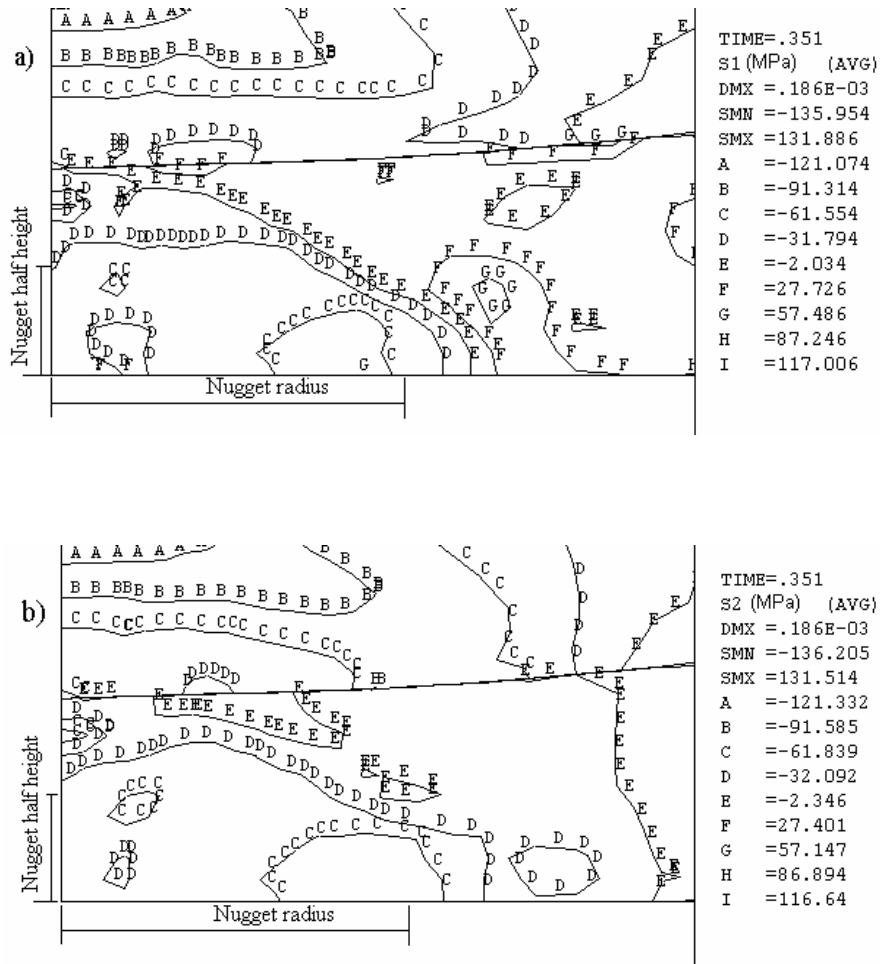 a)
TIME=.351
S1 (MPa) (AVG)
DMX =.186E-03
SMN =-135.954
SMX =131.886
A =-121.074
B =-91.314
C =-61.554
D =-31.794
E =-2.034
F =27.726
G =57.486
H =87.246
I =117.006
Nugget half height
Nugget radius
b)
TIME=.351
S2 (MPa) (AVG)
DMX =.186E-03
SMN =-136.205
SMX =131.514
A =-121.332
B =-91.585
C =-61.839
D =-32.092
E =-2.346
F =27.401
G =57.147
H =86.894
I =116.64
Nugget half height
Nugget radius